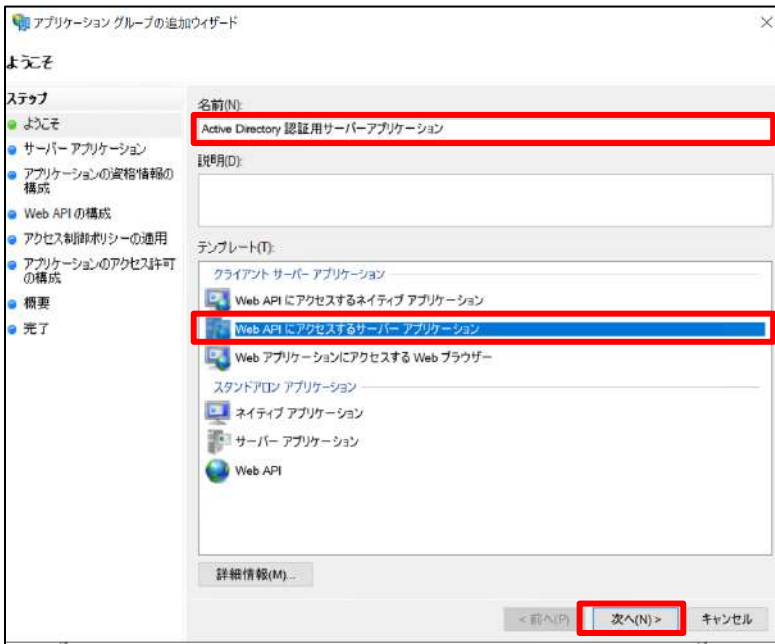 アプリケーション グループの追加ウィザード
ようこそ
ステップ
ようこそ
サーバー アプリケーション
アプリケーションの資格情報の
構成
Web API の構成
アクセス制御ポリシーの適用
アプリケーションのアクセス許可
の構成
概要
完了
名前(N):
Active Directory 認証用サーバーアプリケーション
説明(D):
テンプレート(T):
クライアント サーバー アプリケーション
Web API にアクセスするネイティブ アプリケーション
Web API にアクセスするサーバー アプリケーション
Web アプリケーションにアクセスする Web ブラウザー
スタンドアロン アプリケーション
ネイティブ アプリケーション
サーバー アプリケーション
Web API
詳細情報(M)...
< 前へ(P)
次へ(N) >
キャンセル